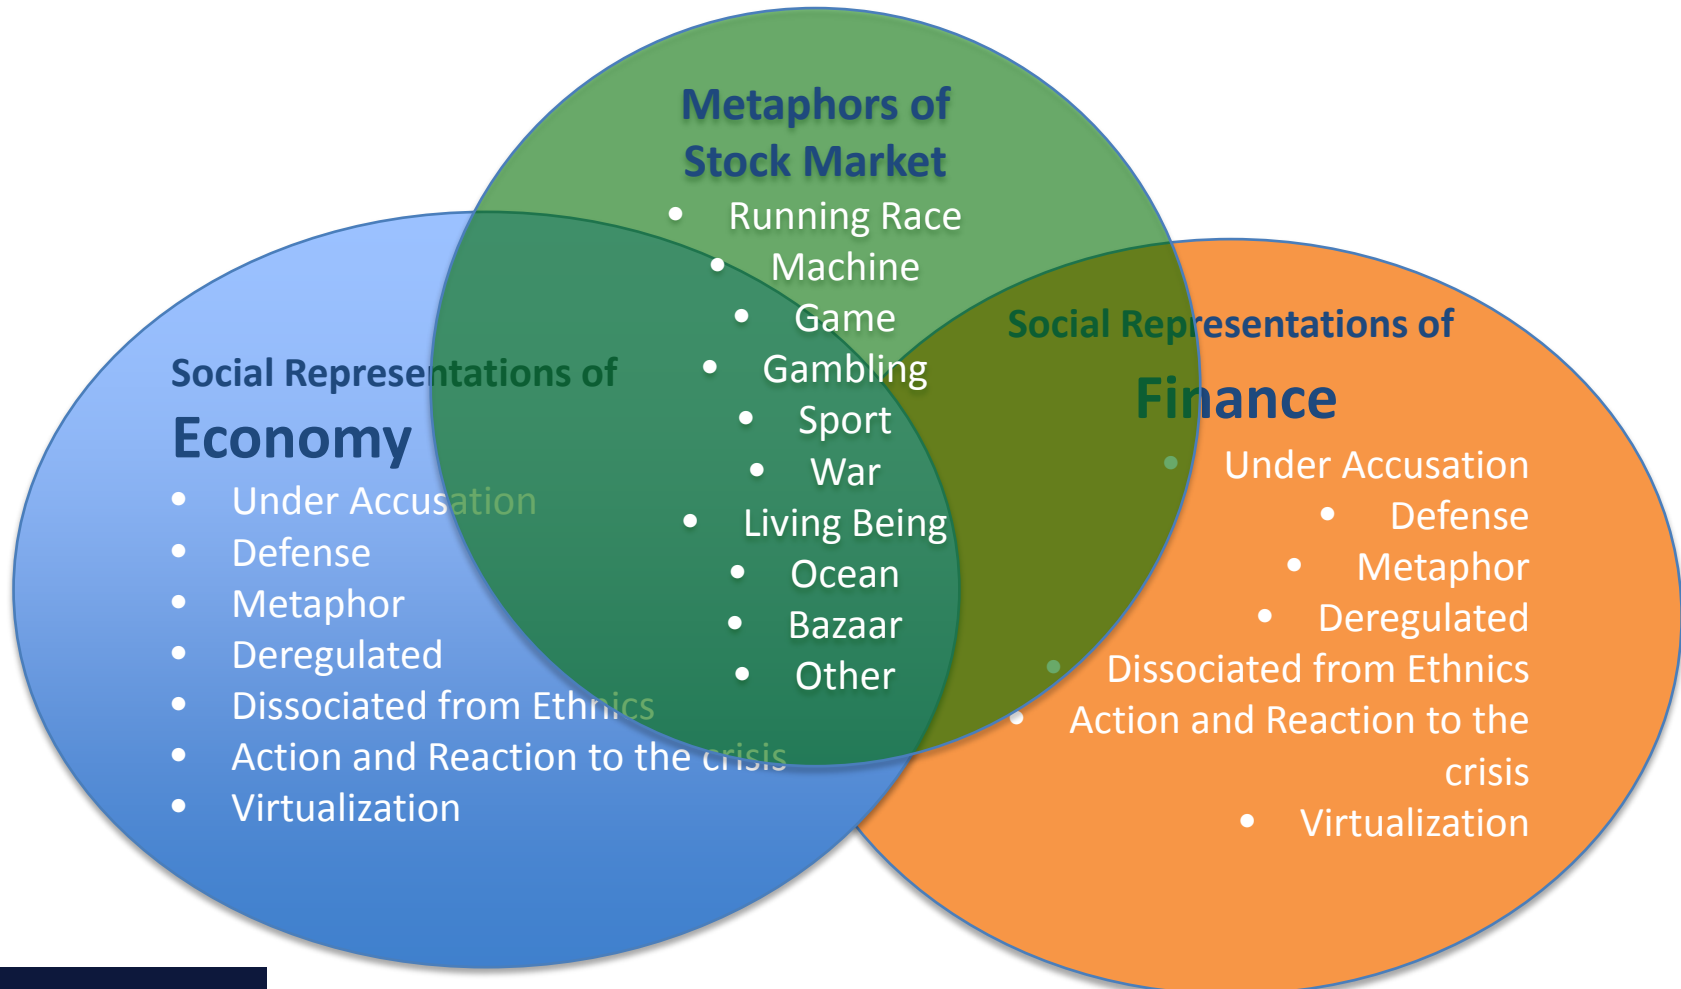 Metaphors of
Stock Market
• Running Race
• Machine
• Game
• Gambling
• Sport
• War
• Living Being
• Ocean
• Bazaar
• Other
Social Representations of
Economy
• Under Accusation
• Defense
• Metaphor
• Deregulated
• Dissociated from Ethnics
• Action and Reaction to the crisis
• Virtualization
Social Representations of
Finance
• Under Accusation
• Defense
• Metaphor
• Deregulated
• Dissociated from Ethnics
• Action and Reaction to the
crisis
• Virtualization